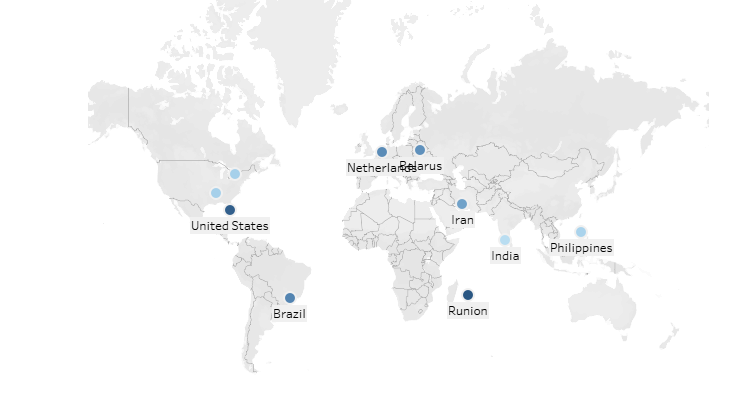 Netherlands
Belarus
Iran
United States
India
Philippines
Brazil
Runion